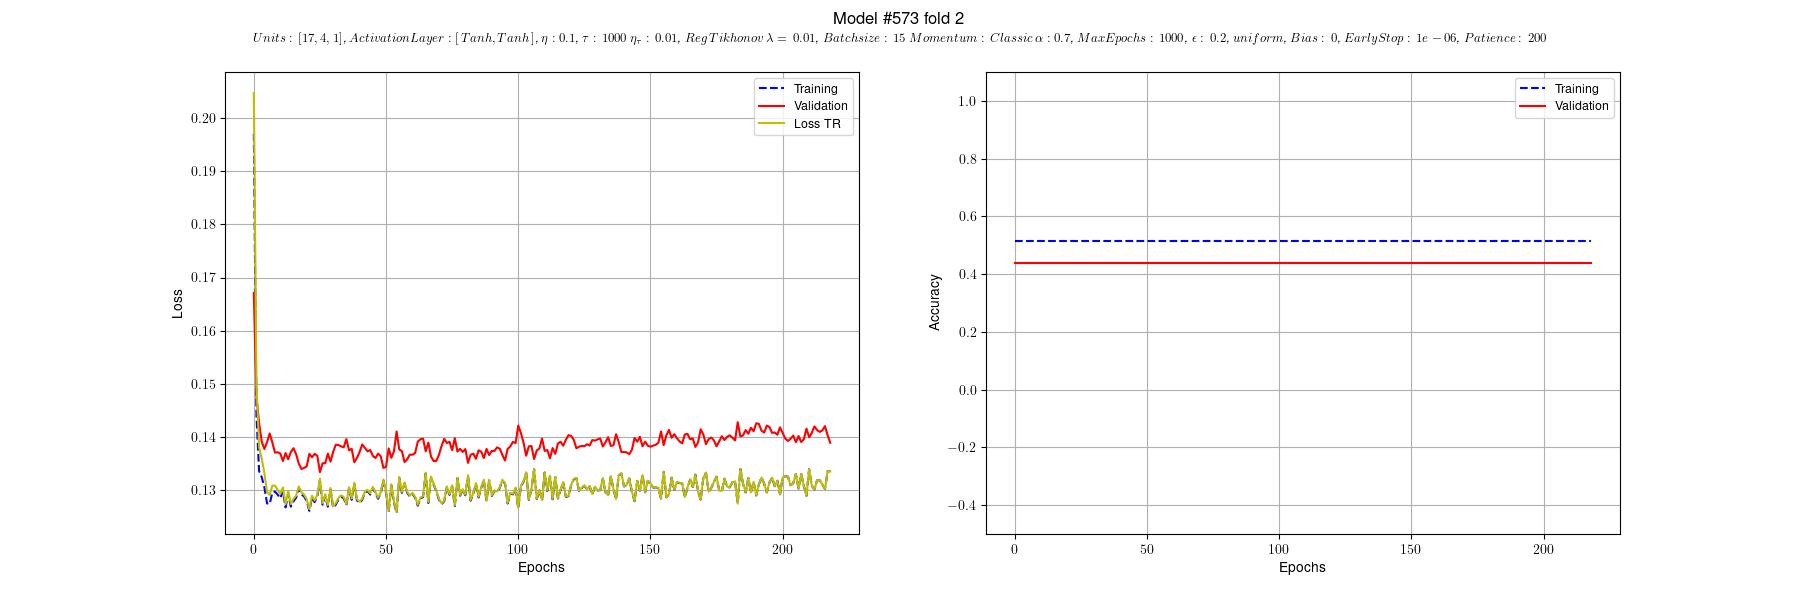 Model #573 fold 2
Units : [17, 4, 1], ActivationLayer : [Tanh, Tanh], η : 0.1, τ : 1000 ητ : 0.01, RegTikhonov λ = 0.01, Batchsize : 15 Momentum : Classic α : 0.7, MaxEpochs : 1000, ϵ : 0.2, uniform, Bias : 0, EarlyStop : 1e − 06, Patience : 200
Training
Validation
Loss TR
0.20
0.19
0.18
0.17
0.16
0.15
0.14
0.13
Loss
0
50
100
150
200
Epochs
Training
Validation
1.0
0.8
0.6
0.4
0.2
0.0
−0.2
−0.4
Accuracy
0
50
100
150
200
Epochs